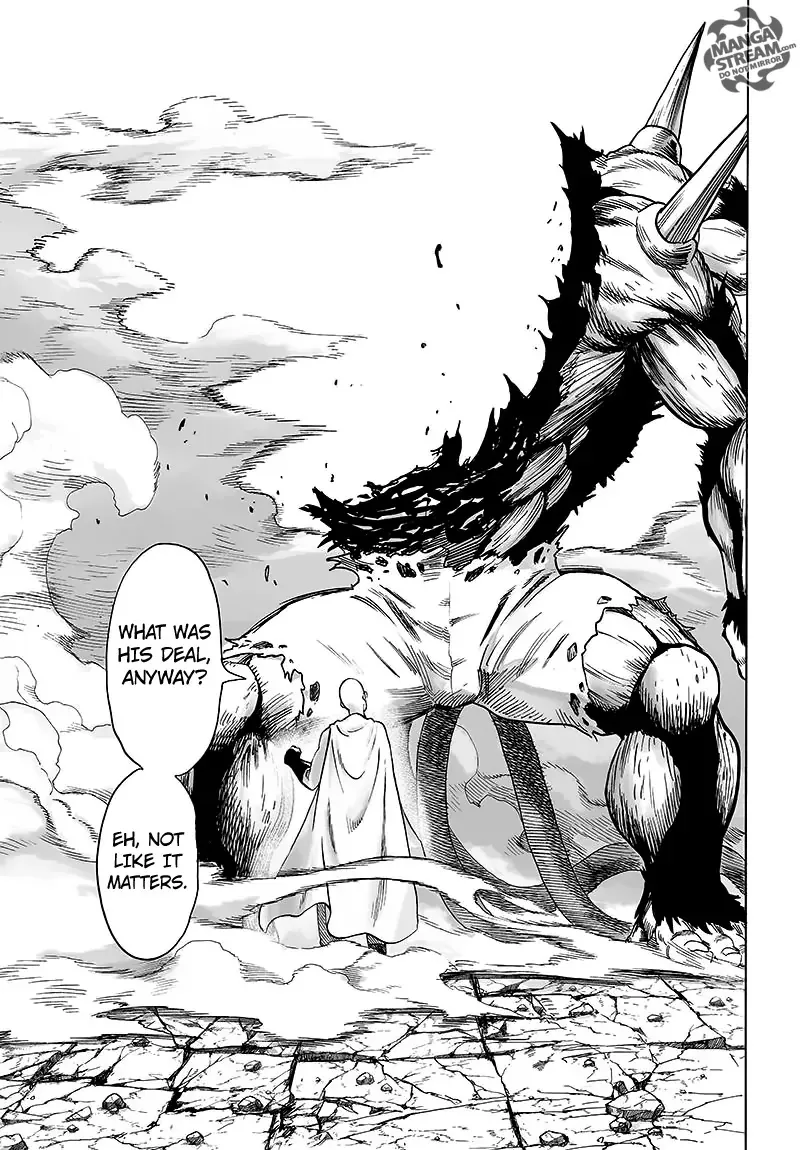 MANGA
STREAM.com
DO NOT MIRROR
WHAT WAS
HIS DEAL,
ANYWAY?
EH, NOT
LIKE IT
MATTERS.